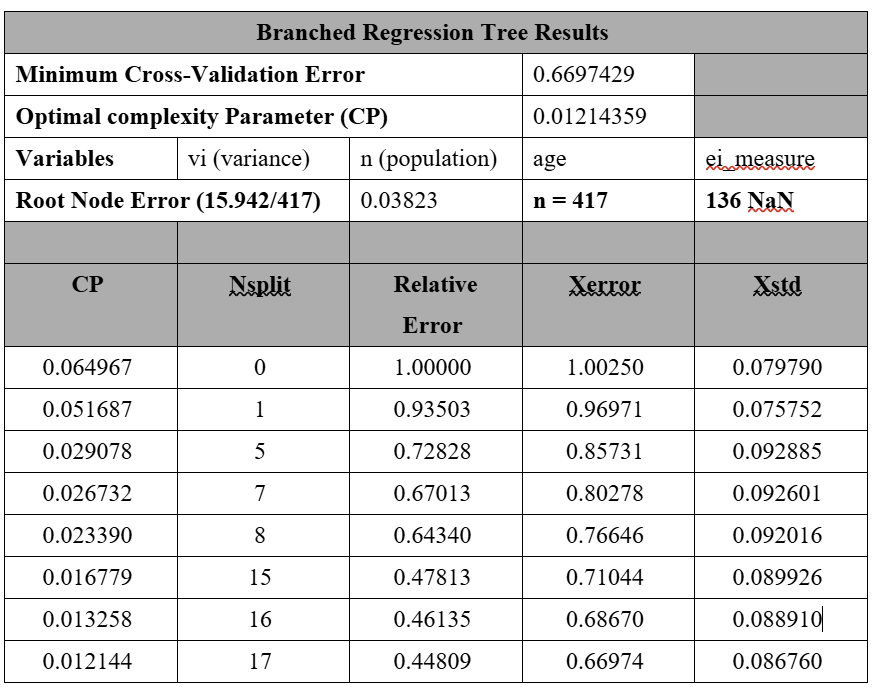 Branched Regression Tree Results
Minimum Cross-Validation Error 0.6697429
Optimal complexity Parameter (CP) 0.01214359
Variables vi (variance) n (population) age ei_measure
Root Node Error (15.942/417) 0.03823 n = 417 136 NaN
CP Nsplit Relative Xerror Xstd
Error
0.064967 0 1.00000 1.00250 0.079790
0.051687 1 0.93503 0.96971 0.075752
0.029078 5 0.72828 0.85731 0.092885
0.026732 7 0.67013 0.80278 0.092601
0.023390 8 0.64340 0.76646 0.092016
0.016779 15 0.47813 0.71044 0.089926
0.013258 16 0.46135 0.68670 0.088910
0.012144 17 0.44809 0.66974 0.086760